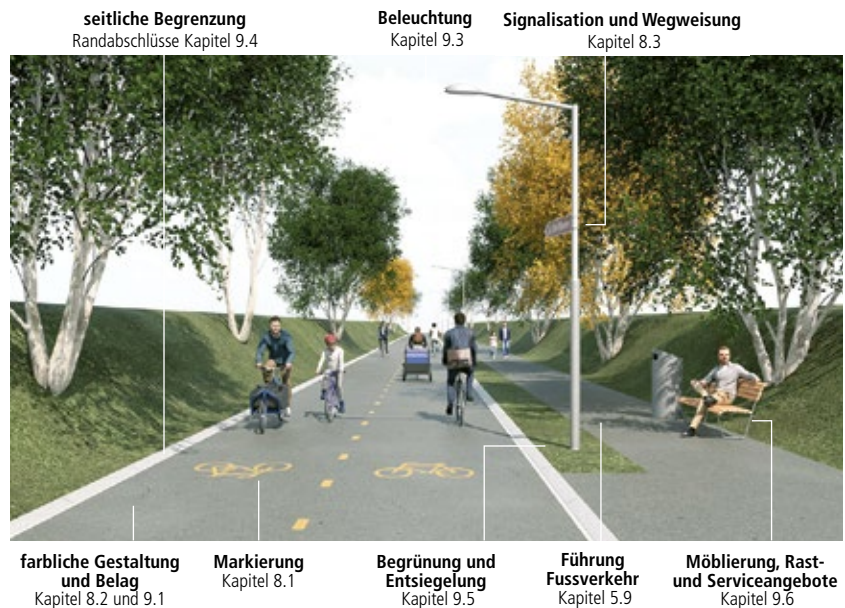 seitliche Begrenzung
Randabschlüsse Kapitel 9.4
Beleuchtung
Kapitel 9.3
Signalisation und Wegweisung
Kapitel 8.3
farbliche Gestaltung
und Belag
Kapitel 8.2 und 9.1
Markierung
Kapitel 8.1
Begrünung und
Entsiegelung
Kapitel 9.5
Führung
Fussverkehr
Kapitel 5.9
Möblierung, Rast-
und Serviceangebote
Kapitel 9.6